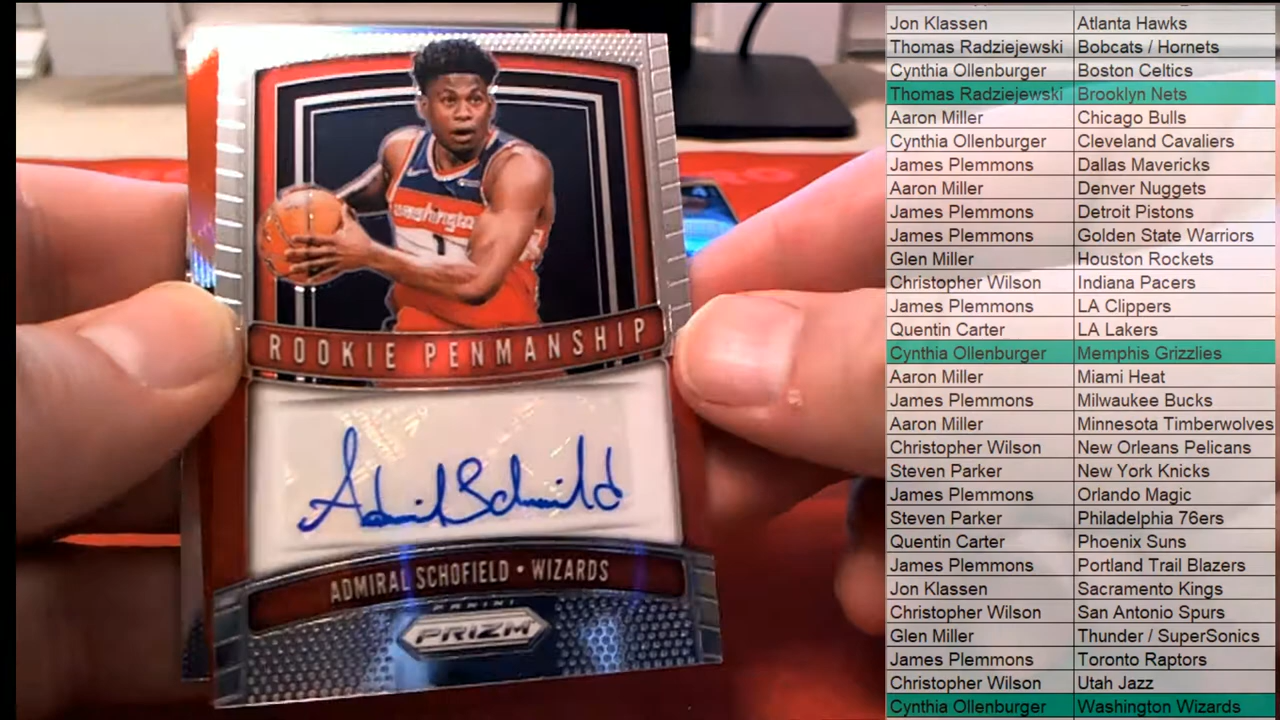 washingto
1
ROOKIE PENMANSHIP
Admiral Schofield
ADMIRAL SCHOFIELD • WIZARDS
PANINI
PRIZM
Jon Klassen Atlanta Hawks
Thomas Radziejewski Bobcats / Hornets
Cynthia Ollenburger Boston Celtics
Thomas Radziejewski Brooklyn Nets
Aaron Miller Chicago Bulls
Cynthia Ollenburger Cleveland Cavaliers
James Plemmons Dallas Mavericks
Aaron Miller Denver Nuggets
James Plemmons Detroit Pistons
James Plemmons Golden State Warriors
Glen Miller Houston Rockets
Christopher Wilson Indiana Pacers
James Plemmons LA Clippers
Quentin Carter LA Lakers
Cynthia Ollenburger Memphis Grizzlies
Aaron Miller Miami Heat
James Plemmons Milwaukee Bucks
Aaron Miller Minnesota Timberwolves
Christopher Wilson New Orleans Pelicans
Steven Parker New York Knicks
James Plemmons Orlando Magic
Steven Parker Philadelphia 76ers
Quentin Carter Phoenix Suns
James Plemmons Portland Trail Blazers
Jon Klassen Sacramento Kings
Christopher Wilson San Antonio Spurs
Glen Miller Thunder / SuperSonics
James Plemmons Toronto Raptors
Christopher Wilson Utah Jazz
Cynthia Ollenburger Washington Wizards